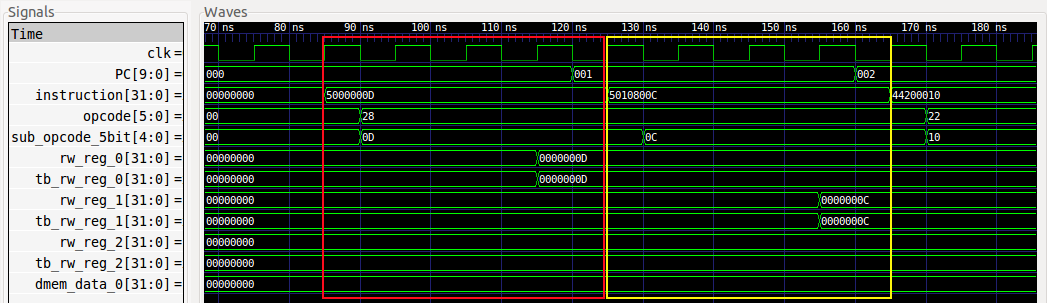 Signals Waves
Time 70 ns 80 ns 90 ns 100 ns 110 ns 120 ns 130 ns 140 ns 150 ns 160 ns 170 ns 180 ns
clk =
PC[9:0] = 000 001 002
instruction[31:0] = 00000000 5000000D 5010800C 44200010
opcode[5:0] = 00 28 22
sub_opcode_5bit[4:0] = 00 0D 0C 10
rw_reg_0[31:0] = 00000000 0000000D
tb_rw_reg_0[31:0] = 00000000 0000000D
rw_reg_1[31:0] = 00000000 0000000C
tb_rw_reg_1[31:0] = 00000000 0000000C
rw_reg_2[31:0] = 00000000
tb_rw_reg_2[31:0] = 00000000
dmem_data_0[31:0] = 00000000